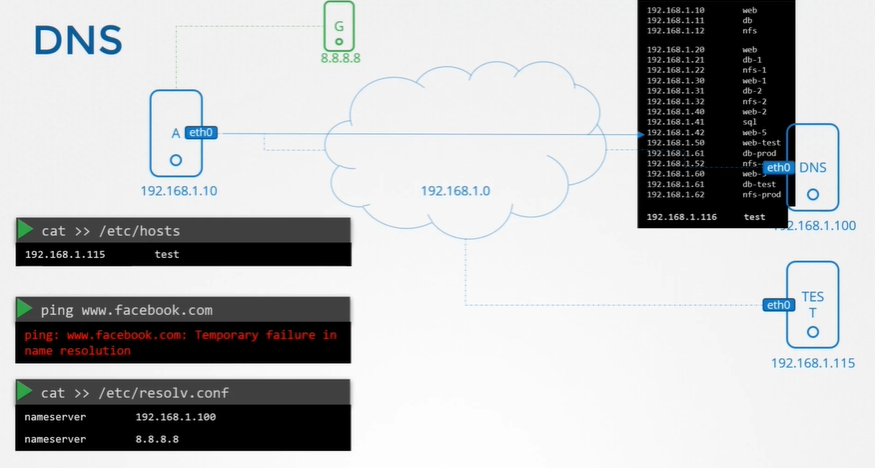 DNS
G
8.8.8.8
A
eth0
192.168.1.10
192.168.1.0
192.168.1.10 web
192.168.1.11 db
192.168.1.12 nfs
192.168.1.20 web
192.168.1.21 db-1
192.168.1.22 nfs-1
192.168.1.30 web-1
192.168.1.31 db-2
192.168.1.32 nfs-2
192.168.1.40 web-2
192.168.1.41 sql
192.168.1.42 web-5
192.168.1.50 web-test
192.168.1.61 db-prod
192.168.1.52 nfs-
192.168.1.60 web-
192.168.1.61 db-test
192.168.1.62 nfs-prod
192.168.1.116 test
eth0
DNS
192.168.1.100
cat >> /etc/hosts
192.168.1.115 test
ping www.facebook.com
ping: www.facebook.com: Temporary failure in
name resolution
cat >> /etc/resolv.conf
nameserver 192.168.1.100
nameserver 8.8.8.8
eth0
TES
T
192.168.1.115